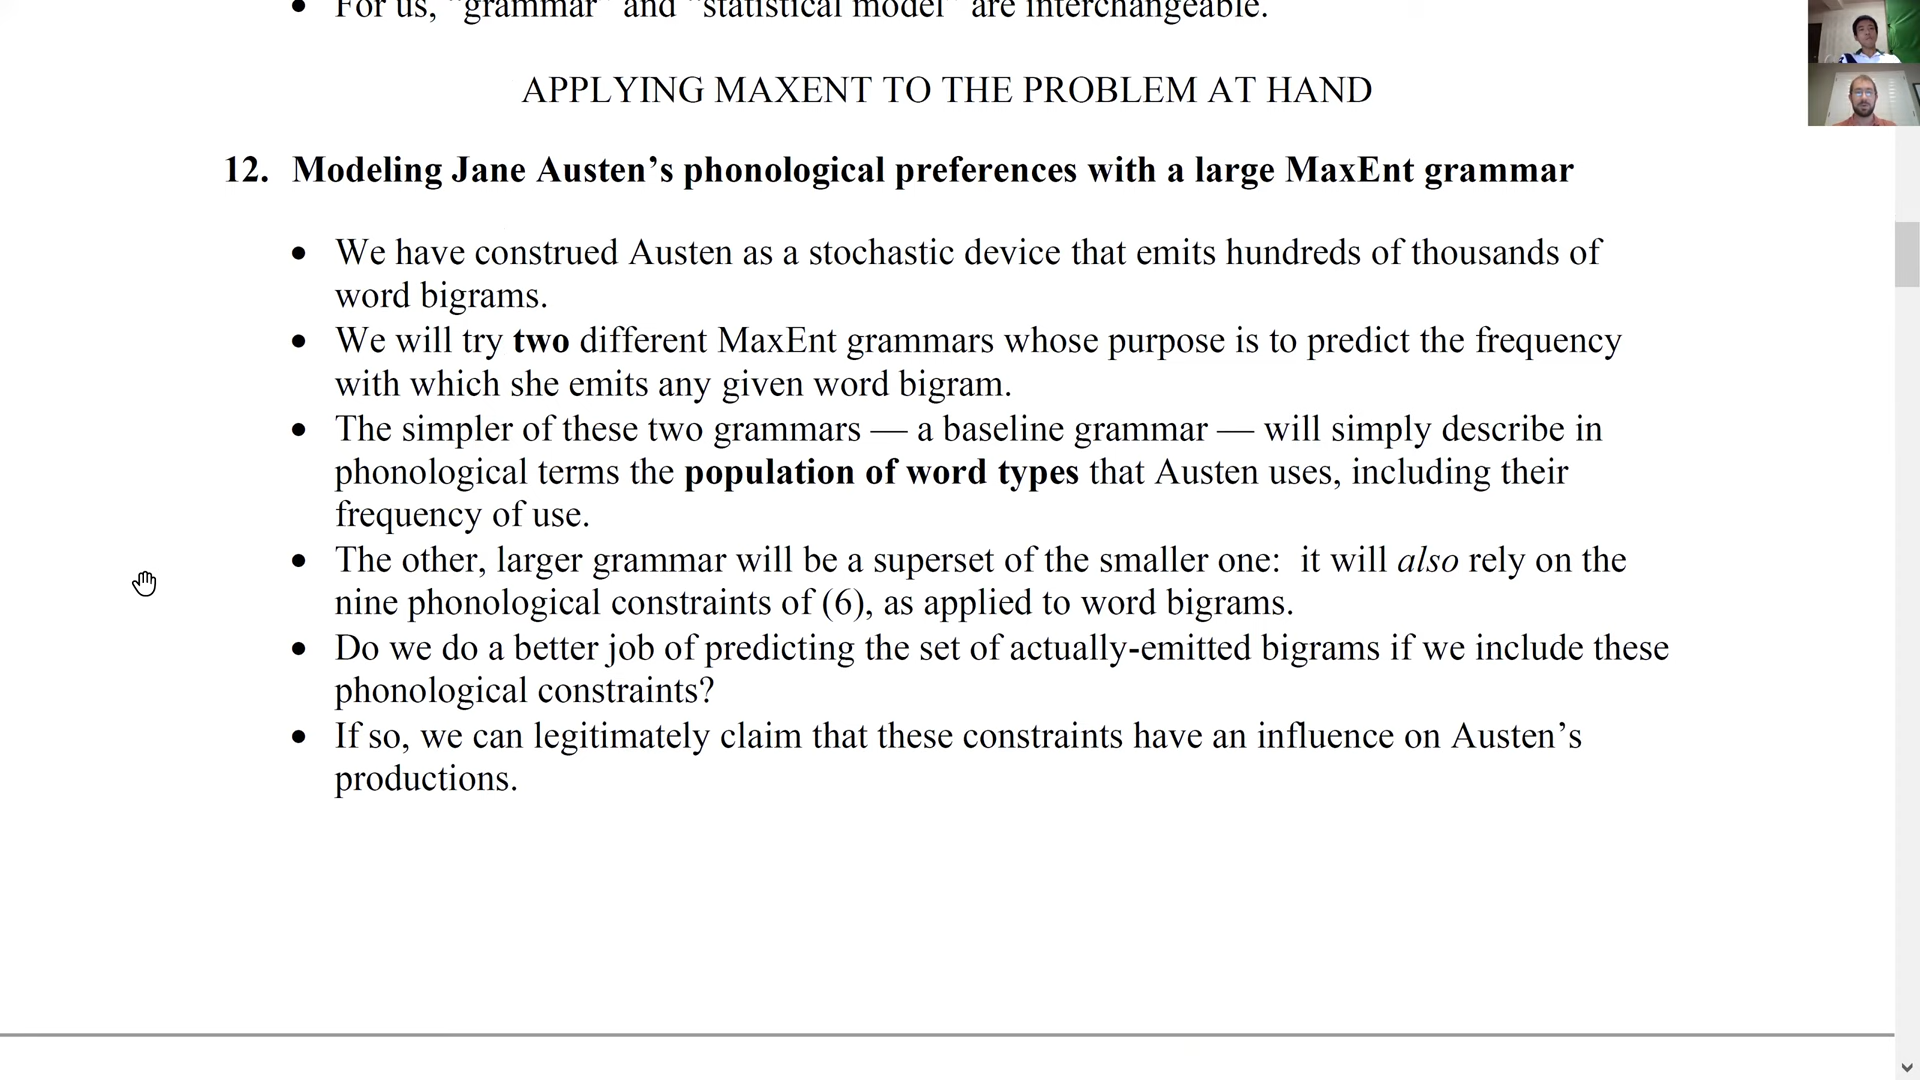 • For us, “grammar” and “statistical model” are interchangeable.
APPLYING MAXENT TO THE PROBLEM AT HAND
12. Modeling Jane Austen’s phonological preferences with a large MaxEnt grammar
• We have construed Austen as a stochastic device that emits hundreds of thousands of
word bigrams.
• We will try two different MaxEnt grammars whose purpose is to predict the frequency
with which she emits any given word bigram.
• The simpler of these two grammars — a baseline grammar — will simply describe in
phonological terms the population of word types that Austen uses, including their
frequency of use.
• The other, larger grammar will be a superset of the smaller one:  it will also rely on the
nine phonological constraints of (6), as applied to word bigrams.
• Do we do a better job of predicting the set of actually-emitted bigrams if we include these
phonological constraints?
• If so, we can legitimately claim that these constraints have an influence on Austen’s
productions.